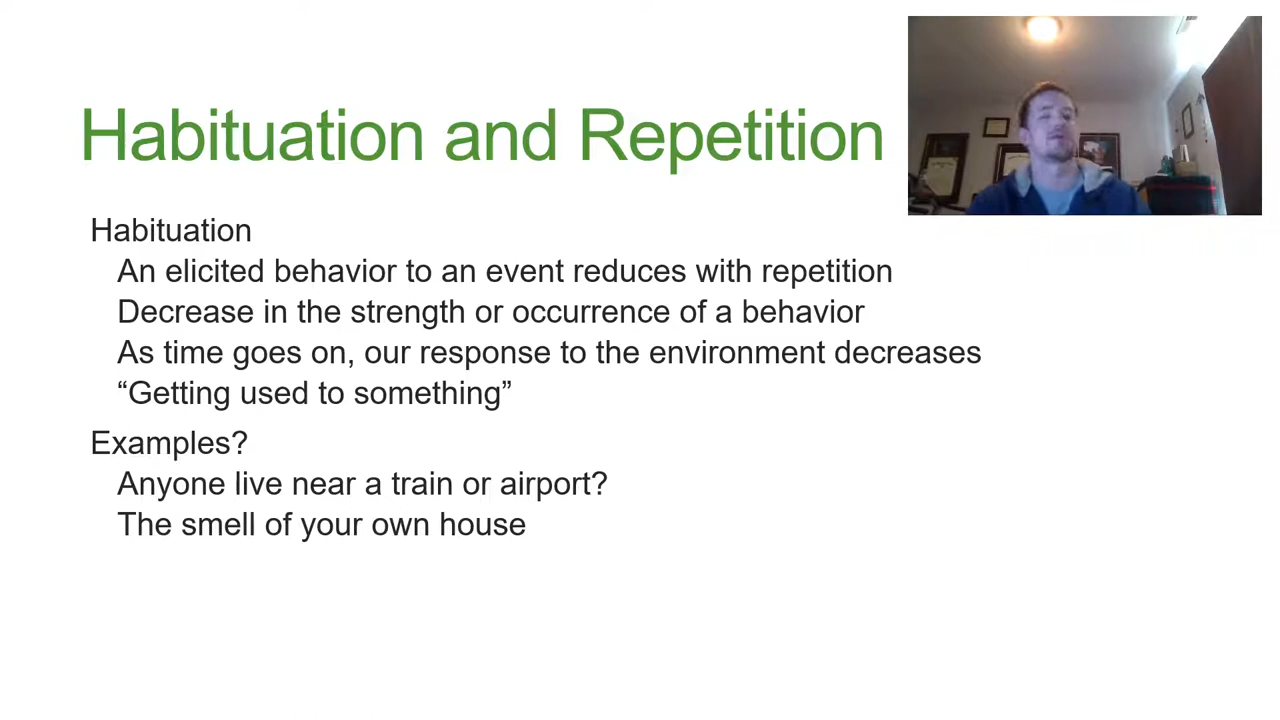 Habituation and Repetition
Habituation
An elicited behavior to an event reduces with repetition
Decrease in the strength or occurrence of a behavior
As time goes on, our response to the environment decreases
“Getting used to something”
Examples?
Anyone live near a train or airport?
The smell of your own house